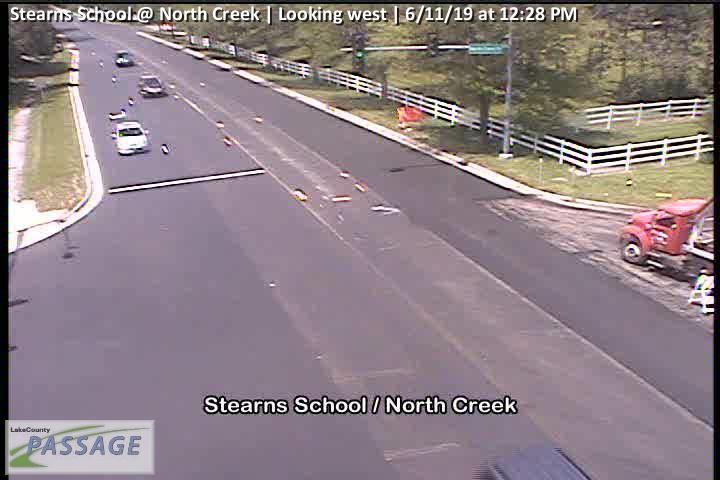 Stearns School @ North Creek | Looking west | 6/11/19 at 12:28 PM
Stearns School / North Creek
LakeCounty
PASSAGE